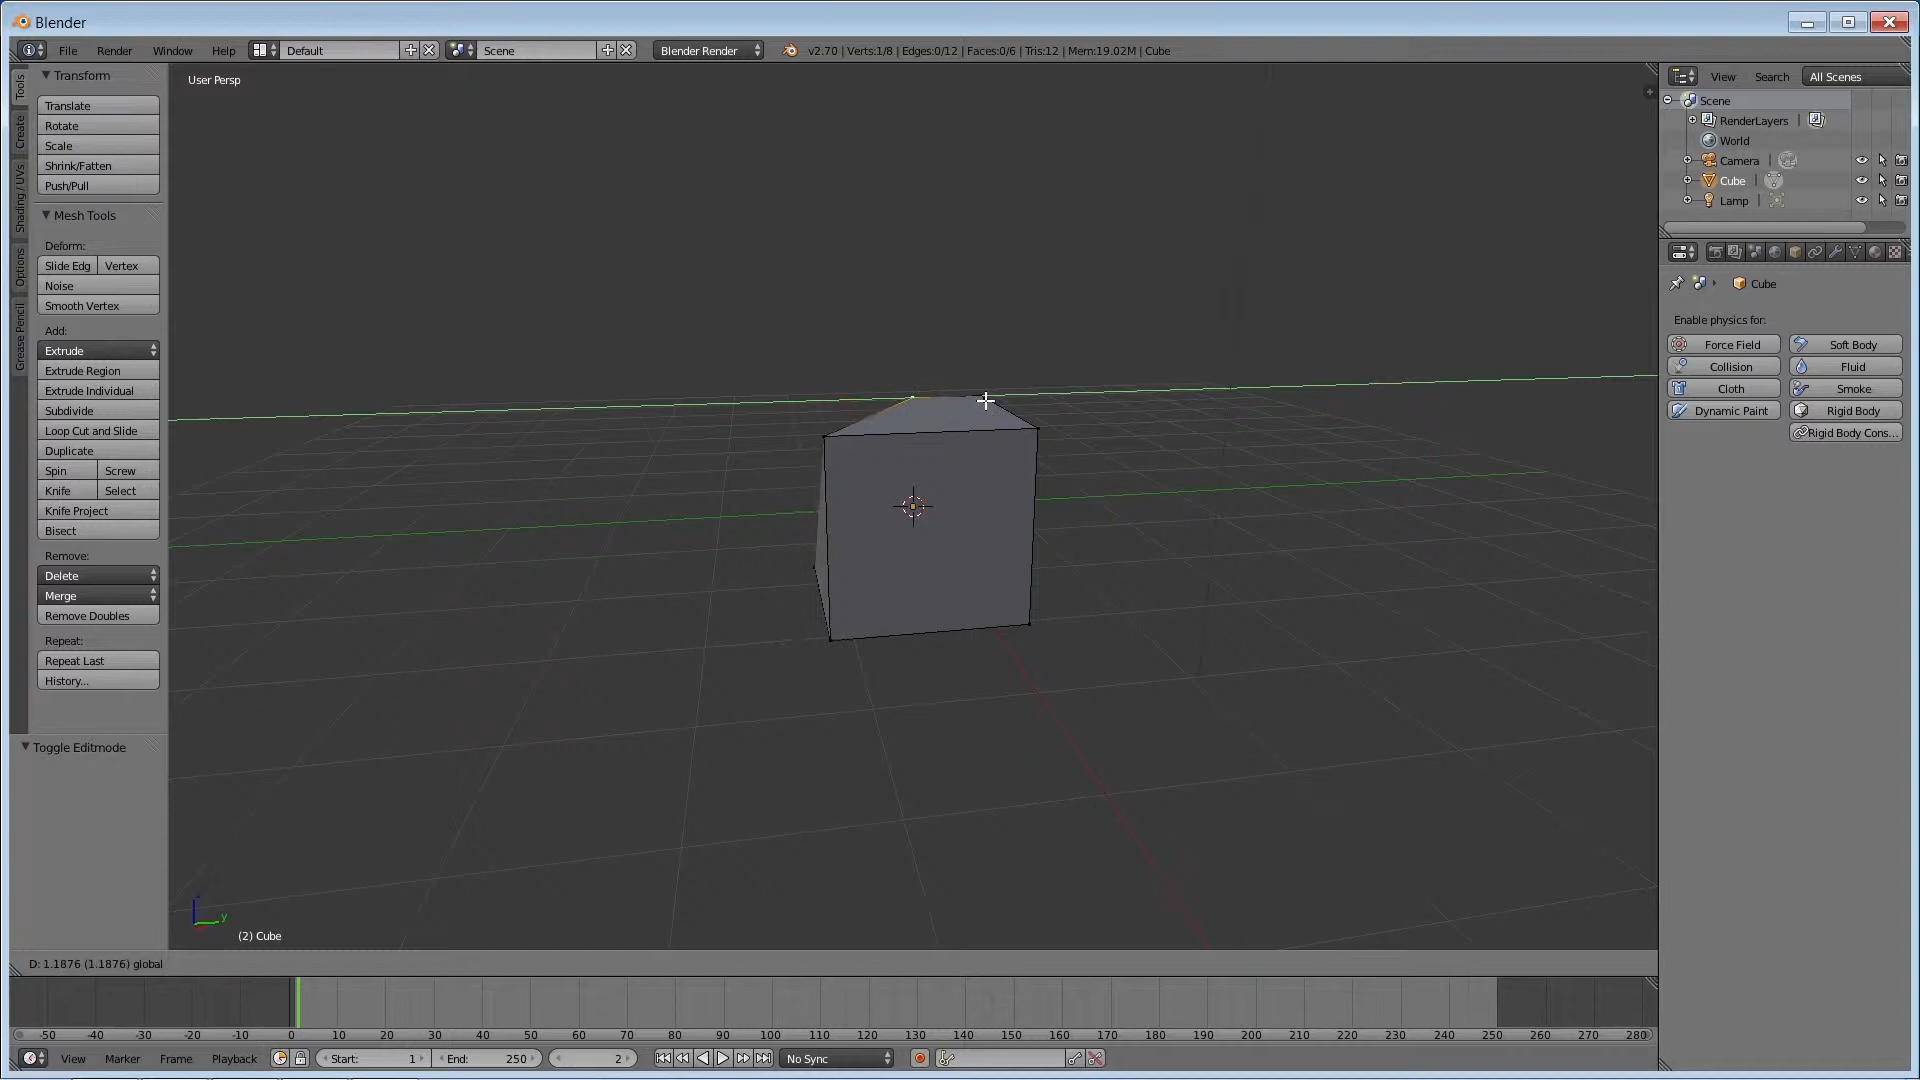 Blender
File Render Window Help Default Scene Blender Render v2.70 | Verts:1/8 | Edges:0/12 | Faces:0/6 | Tris:12 | Mem:19.02M | Cube
Tools
Create
Shading / UVs
Options
Grease Pencil
Transform
Translate
Rotate
Scale
Shrink/Fatten
Push/Pull
Mesh Tools
Deform:
Slide Edg Vertex
Noise
Smooth Vertex
Add:
Extrude
Extrude Region
Extrude Individual
Subdivide
Loop Cut and Slide
Duplicate
Spin Screw
Knife Select
Knife Project
Bisect
Remove:
Delete
Merge
Remove Doubles
Repeat:
Repeat Last
History...
Toggle Editmode
User Persp
y
(2) Cube
View Search All Scenes
Scene
RenderLayers |
World
Camera |
Cube |
Lamp |
Cube
Enable physics for:
Force Field Soft Body
Collision Fluid
Cloth Smoke
Dynamic Paint Rigid Body
Rigid Body Cons...
D: 1.1876 (1.1876) global
-50 -40 -30 -20 -10 0 10 20 30 40 50 60 70 80 90 100 110 120 130 140 150 160 170 180 190 200 210 220 230 240 250 260 270 280
View Marker Frame Playback Start: 1 End: 250 2 No Sync